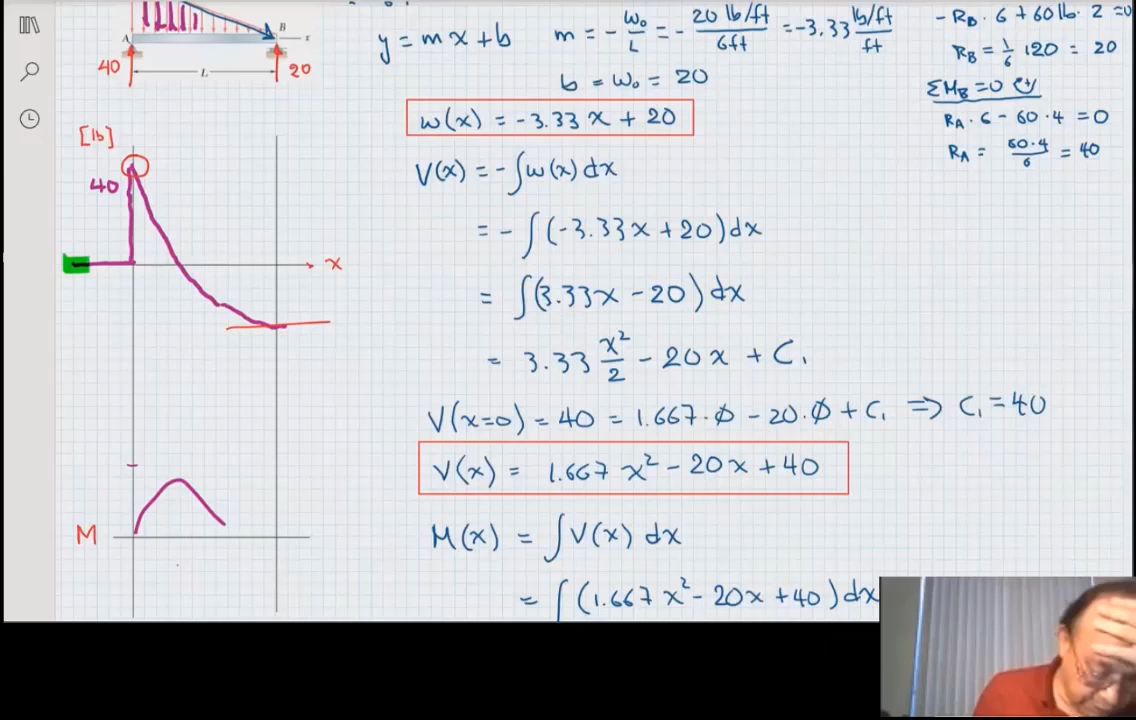 A
B
x
40
L
20
y = mx + b
m = - w₀/L = - 20 lb/ft / 6ft = -3.33 lb/ft / ft
b = w₀ = 20
w(x) = -3.33 x + 20
V(x) = - ∫w(x) dx
= - ∫(-3.33x + 20) dx
= ∫(3.33x - 20) dx
= 3.33 x²/2 - 20x + C₁
V(x=0) = 40 = 1.667·0 - 20·0 + C₁ ⇒ C₁ = 40
V(x) = 1.667 x² - 20x + 40
M(x) = ∫V(x) dx
= ∫(1.667x² - 20x + 40) dx
- R_B · 6 + 60 lb · 2 = 0
R_B = 1/6 120 = 20
ΣM_B = 0
R_A · 6 - 60 · 4 = 0
R_A = 60·4/6 = 40
[lb]
40
x
M